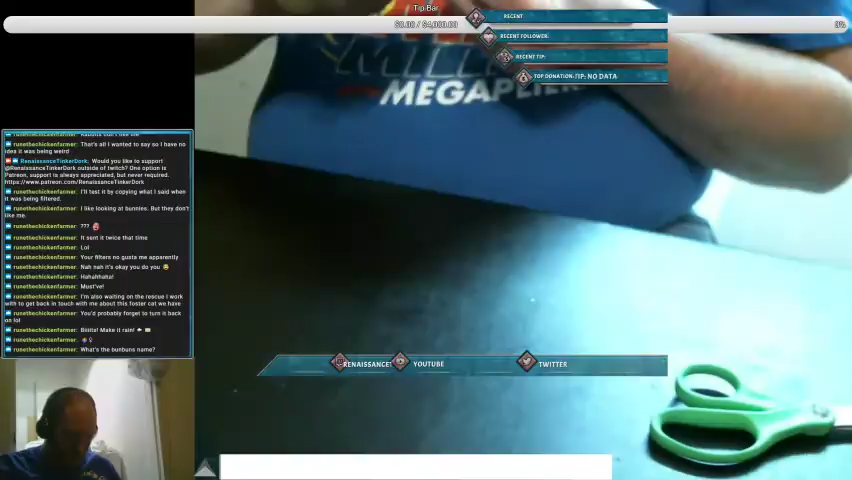 Tip Bar
$0.00 / $4,000.00
0%
RECENT
RECENT FOLLOWER:
RECENT TIP:
TOP DONATION: /TIP: NO DATA
MEGAPLIER
runethechickenfarmer: That's all I wanted to say so I have no
idea it was being weird
RenaissanceTinkerDork: Would you like to support
@RenaissanceTinkerDork outside of twitch? One option is
Patreon, support is always appreciated, but never required.
https://www.patreon.com/RenaissanceTinkerDork
runethechickenfarmer: I'll test it by copying what I said when
it was being filtered.
runethechickenfarmer: I like looking at bunnies. But they don't
like me.
runethechickenfarmer: ???
runethechickenfarmer: It sent it twice that time
runethechickenfarmer: Lol
runethechickenfarmer: Your filters no gusta me apparently
runethechickenfarmer: Nah nah it's okay you do you 😂
runethechickenfarmer: Hahahhaha!
runethechickenfarmer: Must've!
runethechickenfarmer: I'm also waiting on the rescue I work
with to get back in touch with me about this foster cat we have
runethechickenfarmer: You'd probably forget to turn it back
on lol
runethechickenfarmer: Biiiits! Make it rain!
runethechickenfarmer:
runethechickenfarmer: What's the bunbuns name?
RENAISSANCET
YOUTUBE
TWITTER